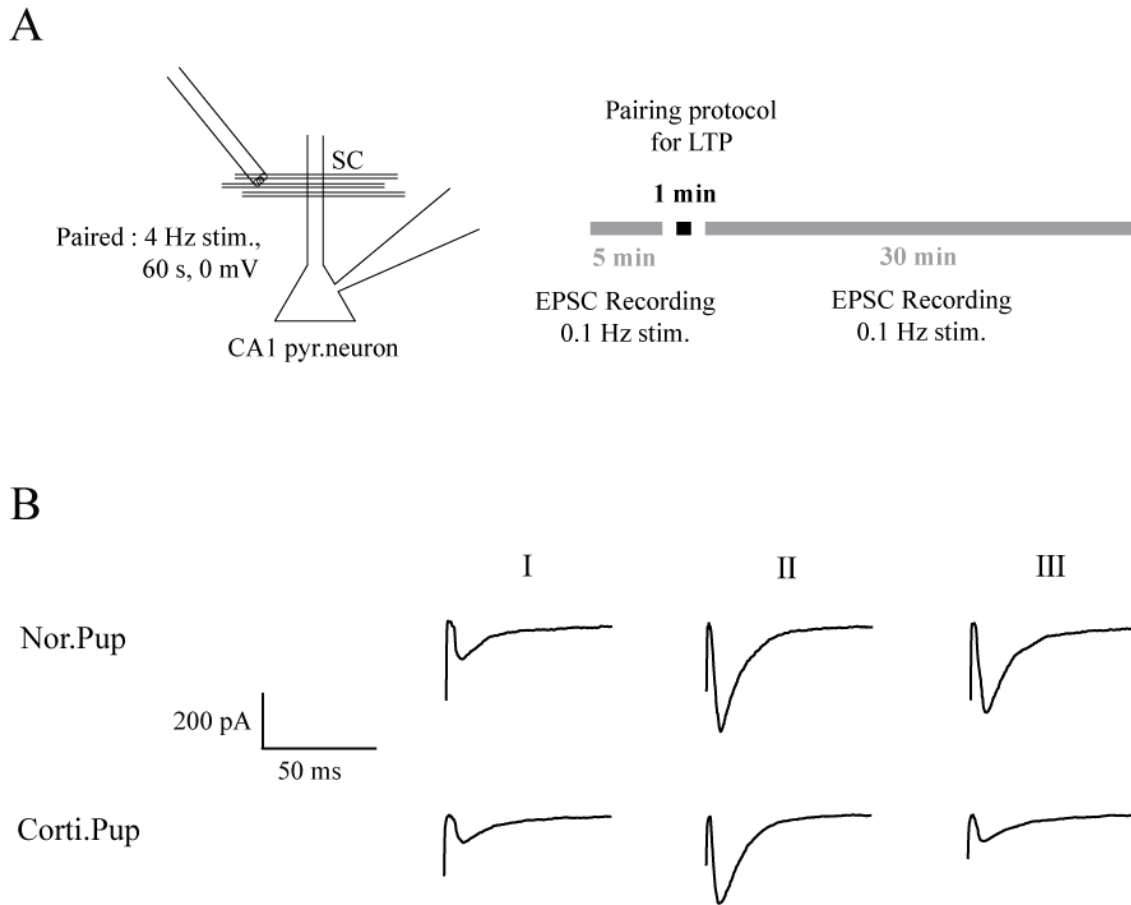 A
SC
Paired : 4 Hz stim.,
60 s, 0 mV
CA1 pyr.neuron
Pairing protocol
for LTP
1 min
5 min
30 min
EPSC Recording
0.1 Hz stim.
EPSC Recording
0.1 Hz stim.
B
I
II
III
Nor.Pup
200 pA
50 ms
Corti.Pup